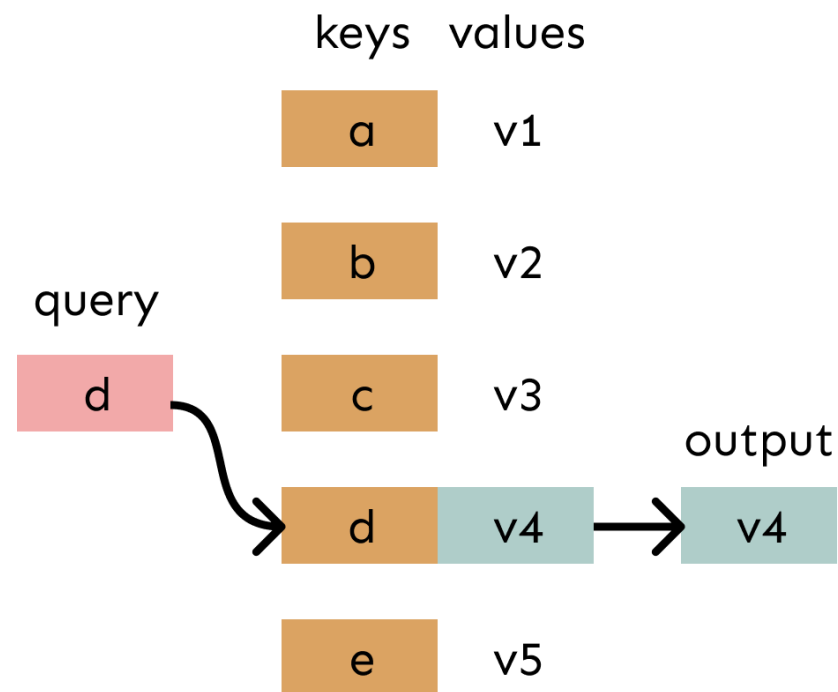 keys values
a v1
b v2
query
d c v3
output
d v4 v4
e v5